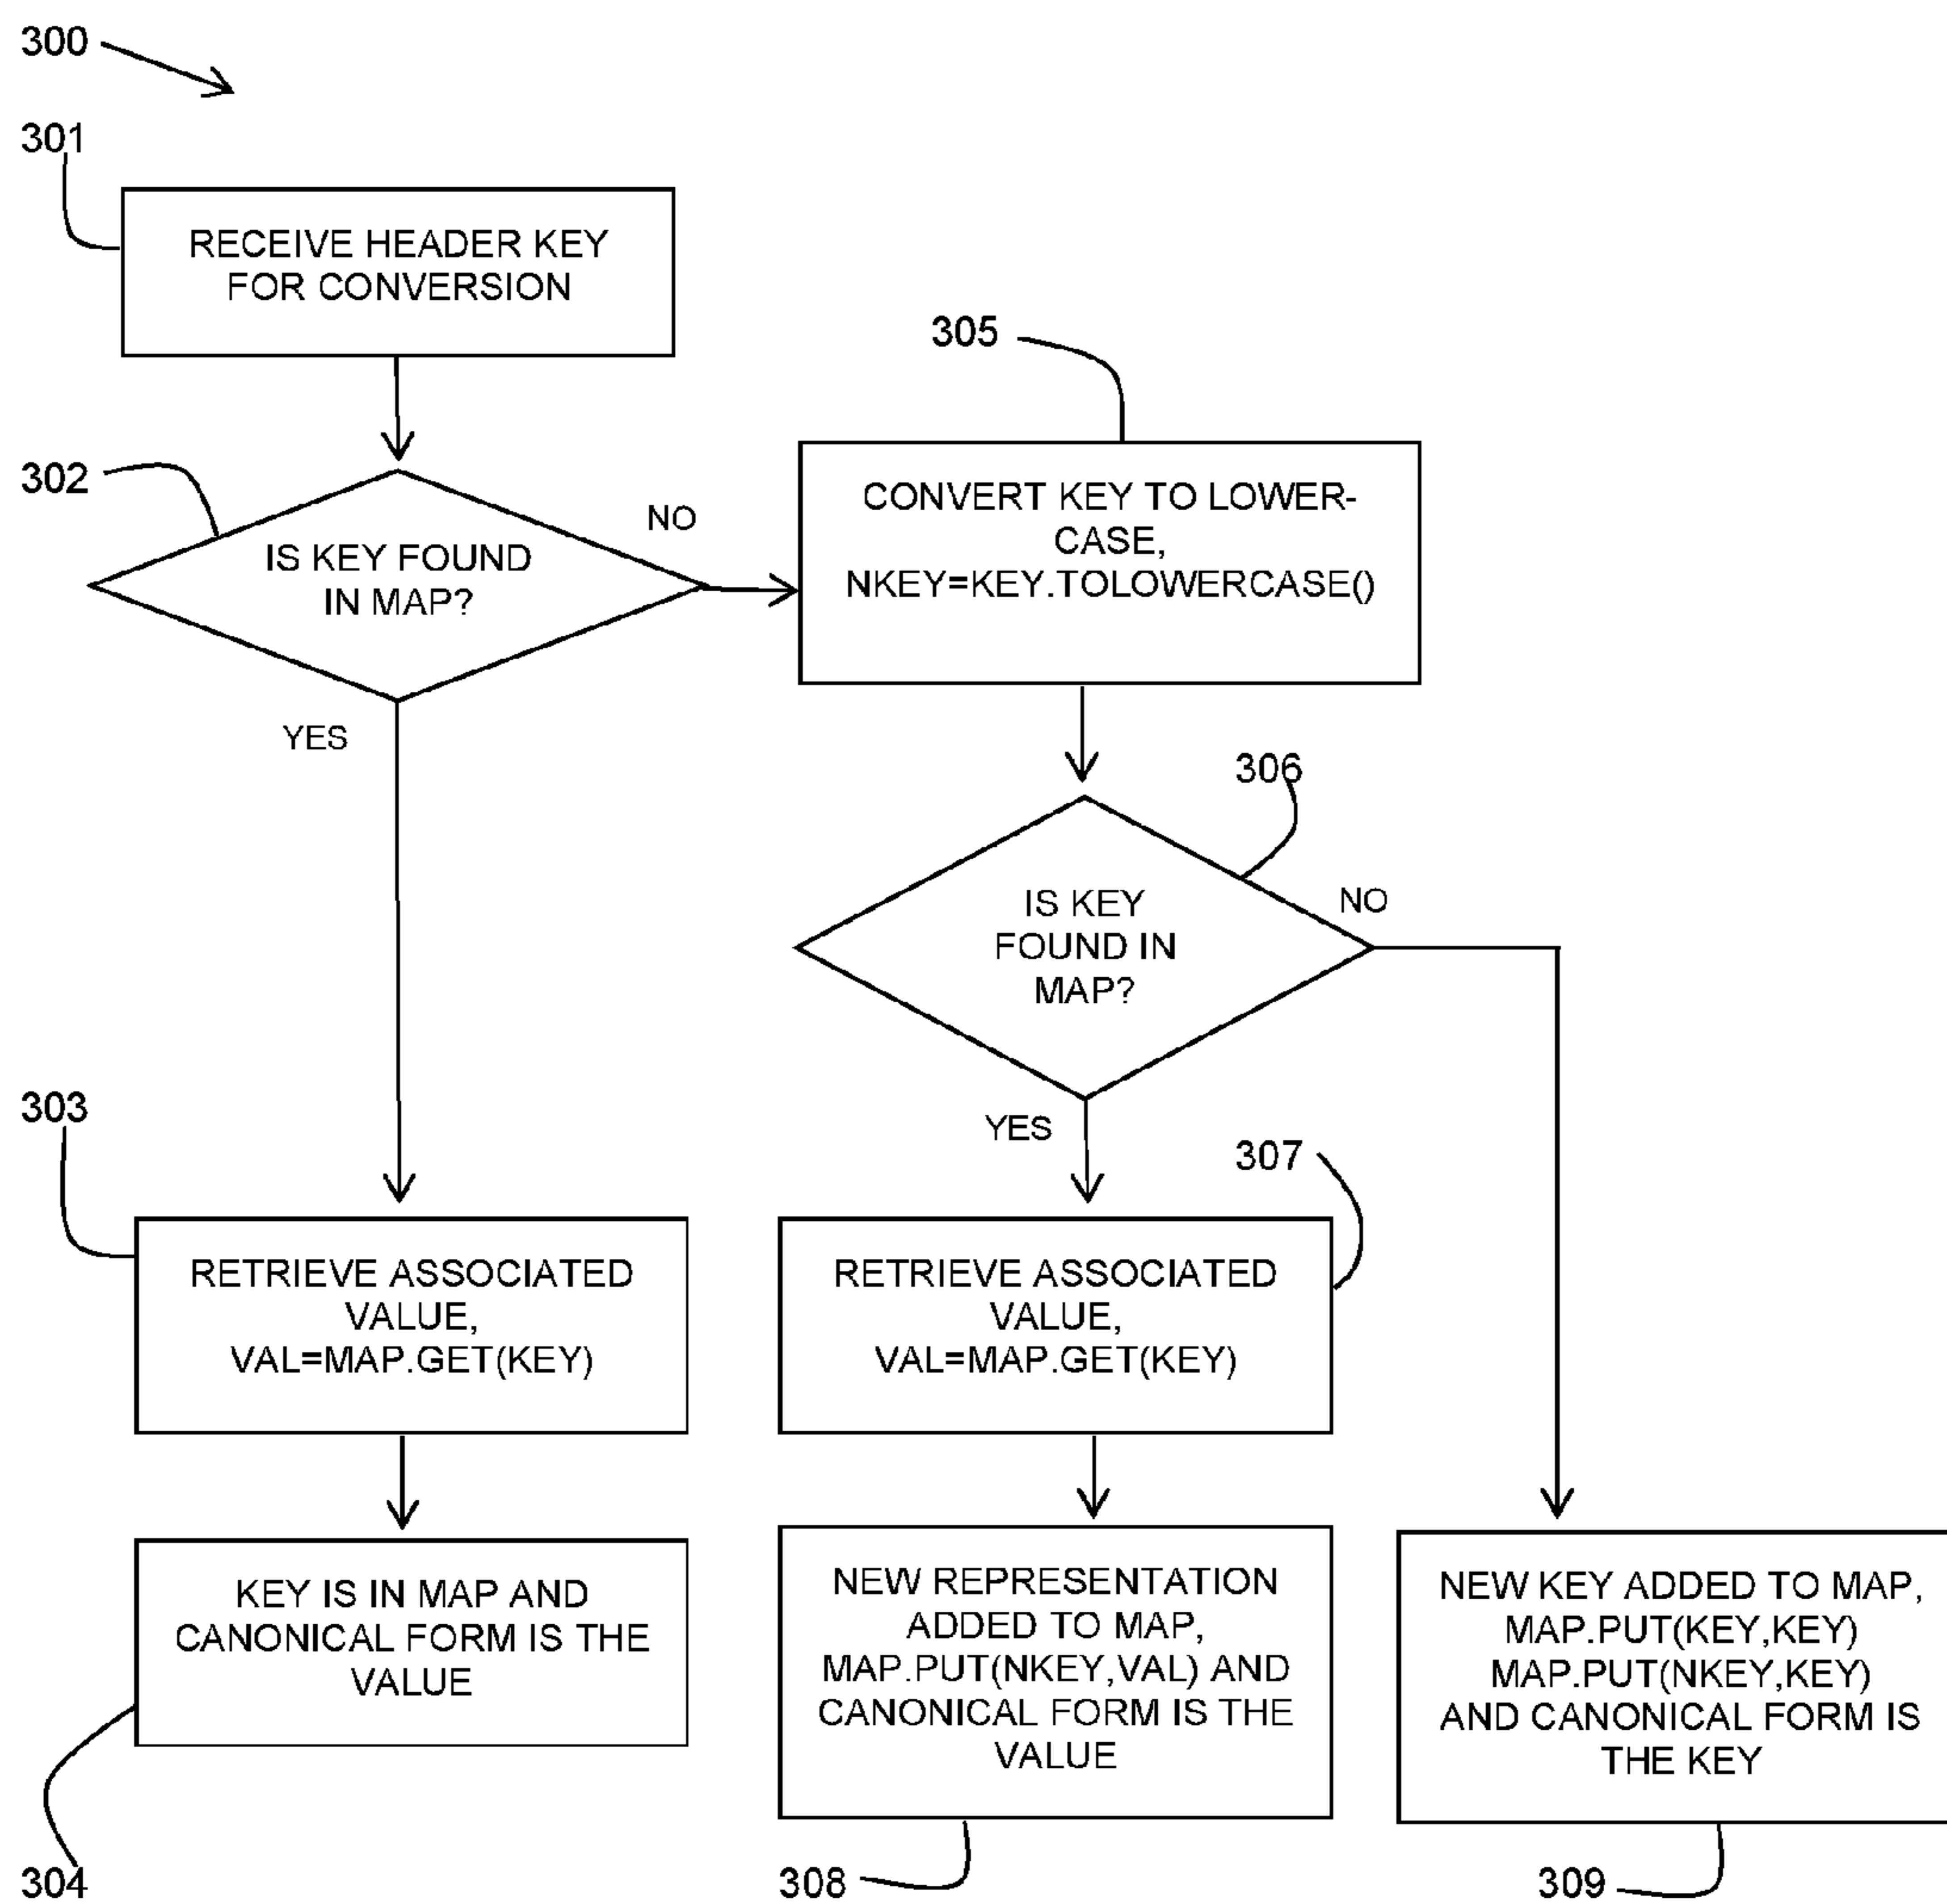 300
301
RECEIVE HEADER KEY
FOR CONVERSION
302
IS KEY FOUND
IN MAP?
NO
YES
305
CONVERT KEY TO LOWER-
CASE,
NKEY=KEY.TOLOWERCASE()
306
IS KEY
FOUND IN
MAP?
NO
YES
303
RETRIEVE ASSOCIATED
VALUE,
VAL=MAP.GET(KEY)
307
RETRIEVE ASSOCIATED
VALUE,
VAL=MAP.GET(KEY)
KEY IS IN MAP AND
CANONICAL FORM IS THE
VALUE
304
NEW REPRESENTATION
ADDED TO MAP,
MAP.PUT(NKEY,VAL) AND
CANONICAL FORM IS THE
VALUE
308
NEW KEY ADDED TO MAP,
MAP.PUT(KEY,KEY)
MAP.PUT(NKEY,KEY)
AND CANONICAL FORM IS
THE KEY
309